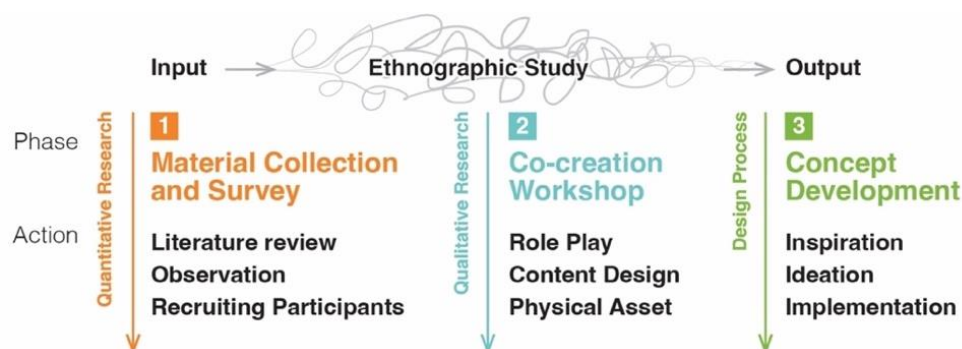 Input
Ethnographic Study
Output
Phase
Action
Quantitative Research
1
Material Collection
and Survey
Literature review
Observation
Recruiting Participants
Qualitative Research
2
Co-creation
Workshop
Role Play
Content Design
Physical Asset
Design Process
3
Concept
Development
Inspiration
Ideation
Implementation